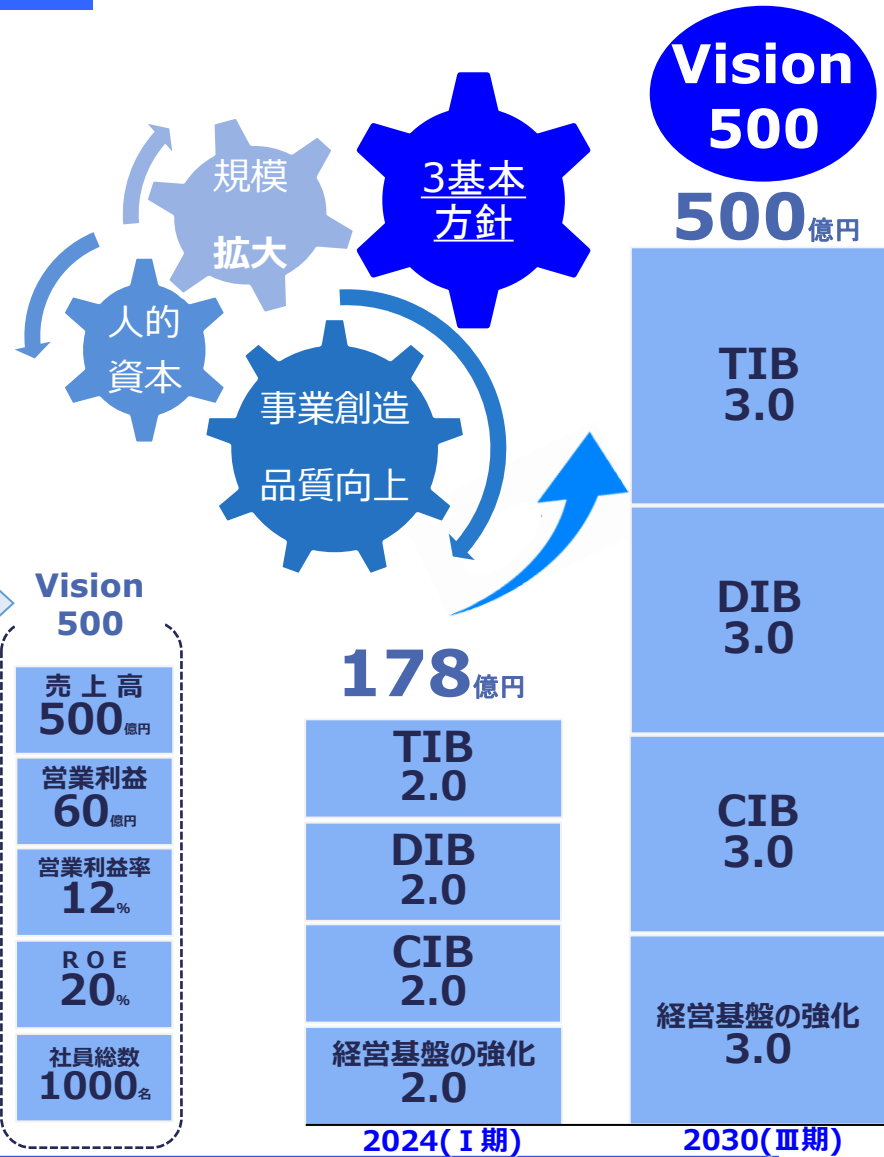 Vision
500
500億円
規模
拡大
3基本
方針
人的
資本
事業創造
品質向上
TIB
3.0
DIB
3.0
CIB
3.0
経営基盤の強化
3.0
2030(Ⅲ期)
178億円
TIB
2.0
DIB
2.0
CIB
2.0
経営基盤の強化
2.0
2024(Ⅰ期)
Vision
500
売上高
500億円
営業利益
60億円
営業利益率
12%
ROE
20%
社員総数
1000名